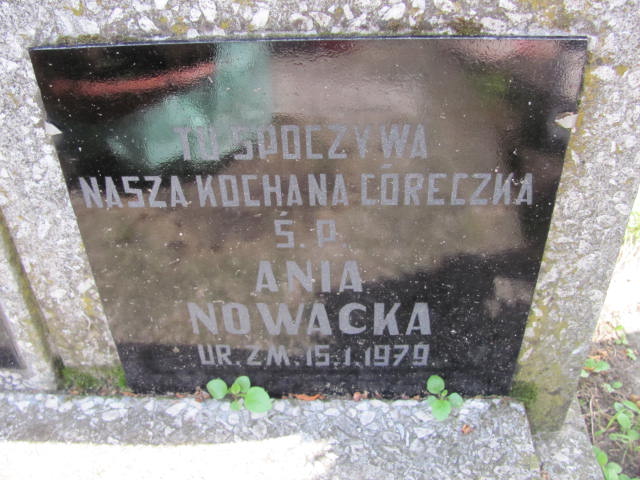 TU SPOCZYWA
NASZA KOCHANA CÓRECZKA
Ś. P.
ANIA
NOWACKA
UR. ZM. 15.1.1979.